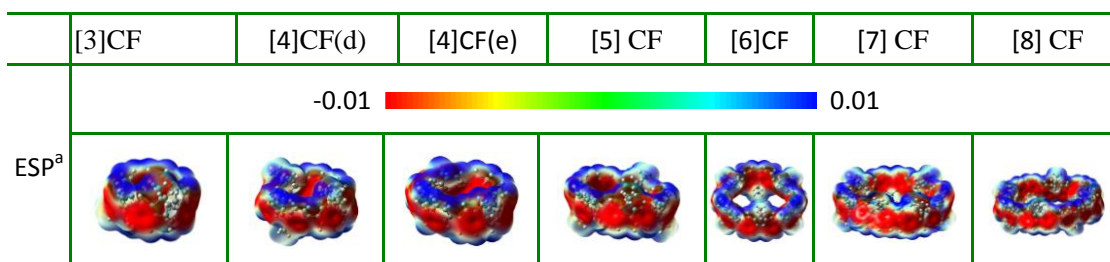 [3]CF [4]CF(d) [4]CF(e) [5] CF [6]CF [7] CF [8] CF
-0.01 0.01
ESPᵃ